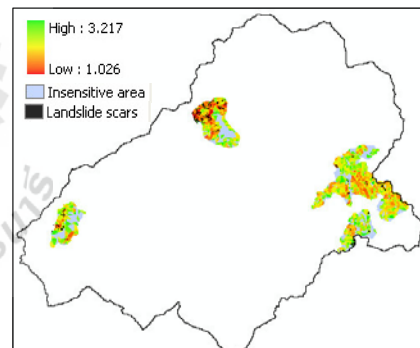 High : 3.217
Low : 1.026
Insensitive area
Landslide scars